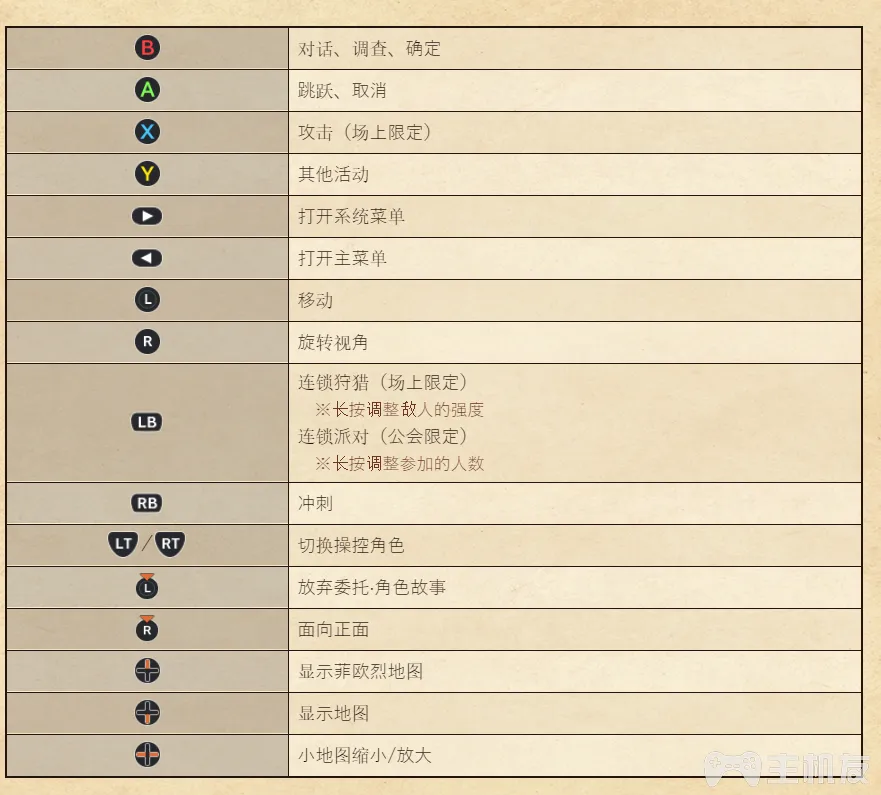 B 对话、调查、确定
A 跳跃、取消
X 攻击（场上限定）
Y 其他活动
打开系统菜单
打开主菜单
L 移动
R 旋转视角
LB 连锁狩猎（场上限定）
※长按调整敌人的强度
连锁派对（公会限定）
※长按调整参加的人数
RB 冲刺
LT/RT 切换操控角色
L 放弃委托·角色故事
R 面向正面
显示菲欧烈地图
显示地图
小地图缩小/放大
主机友